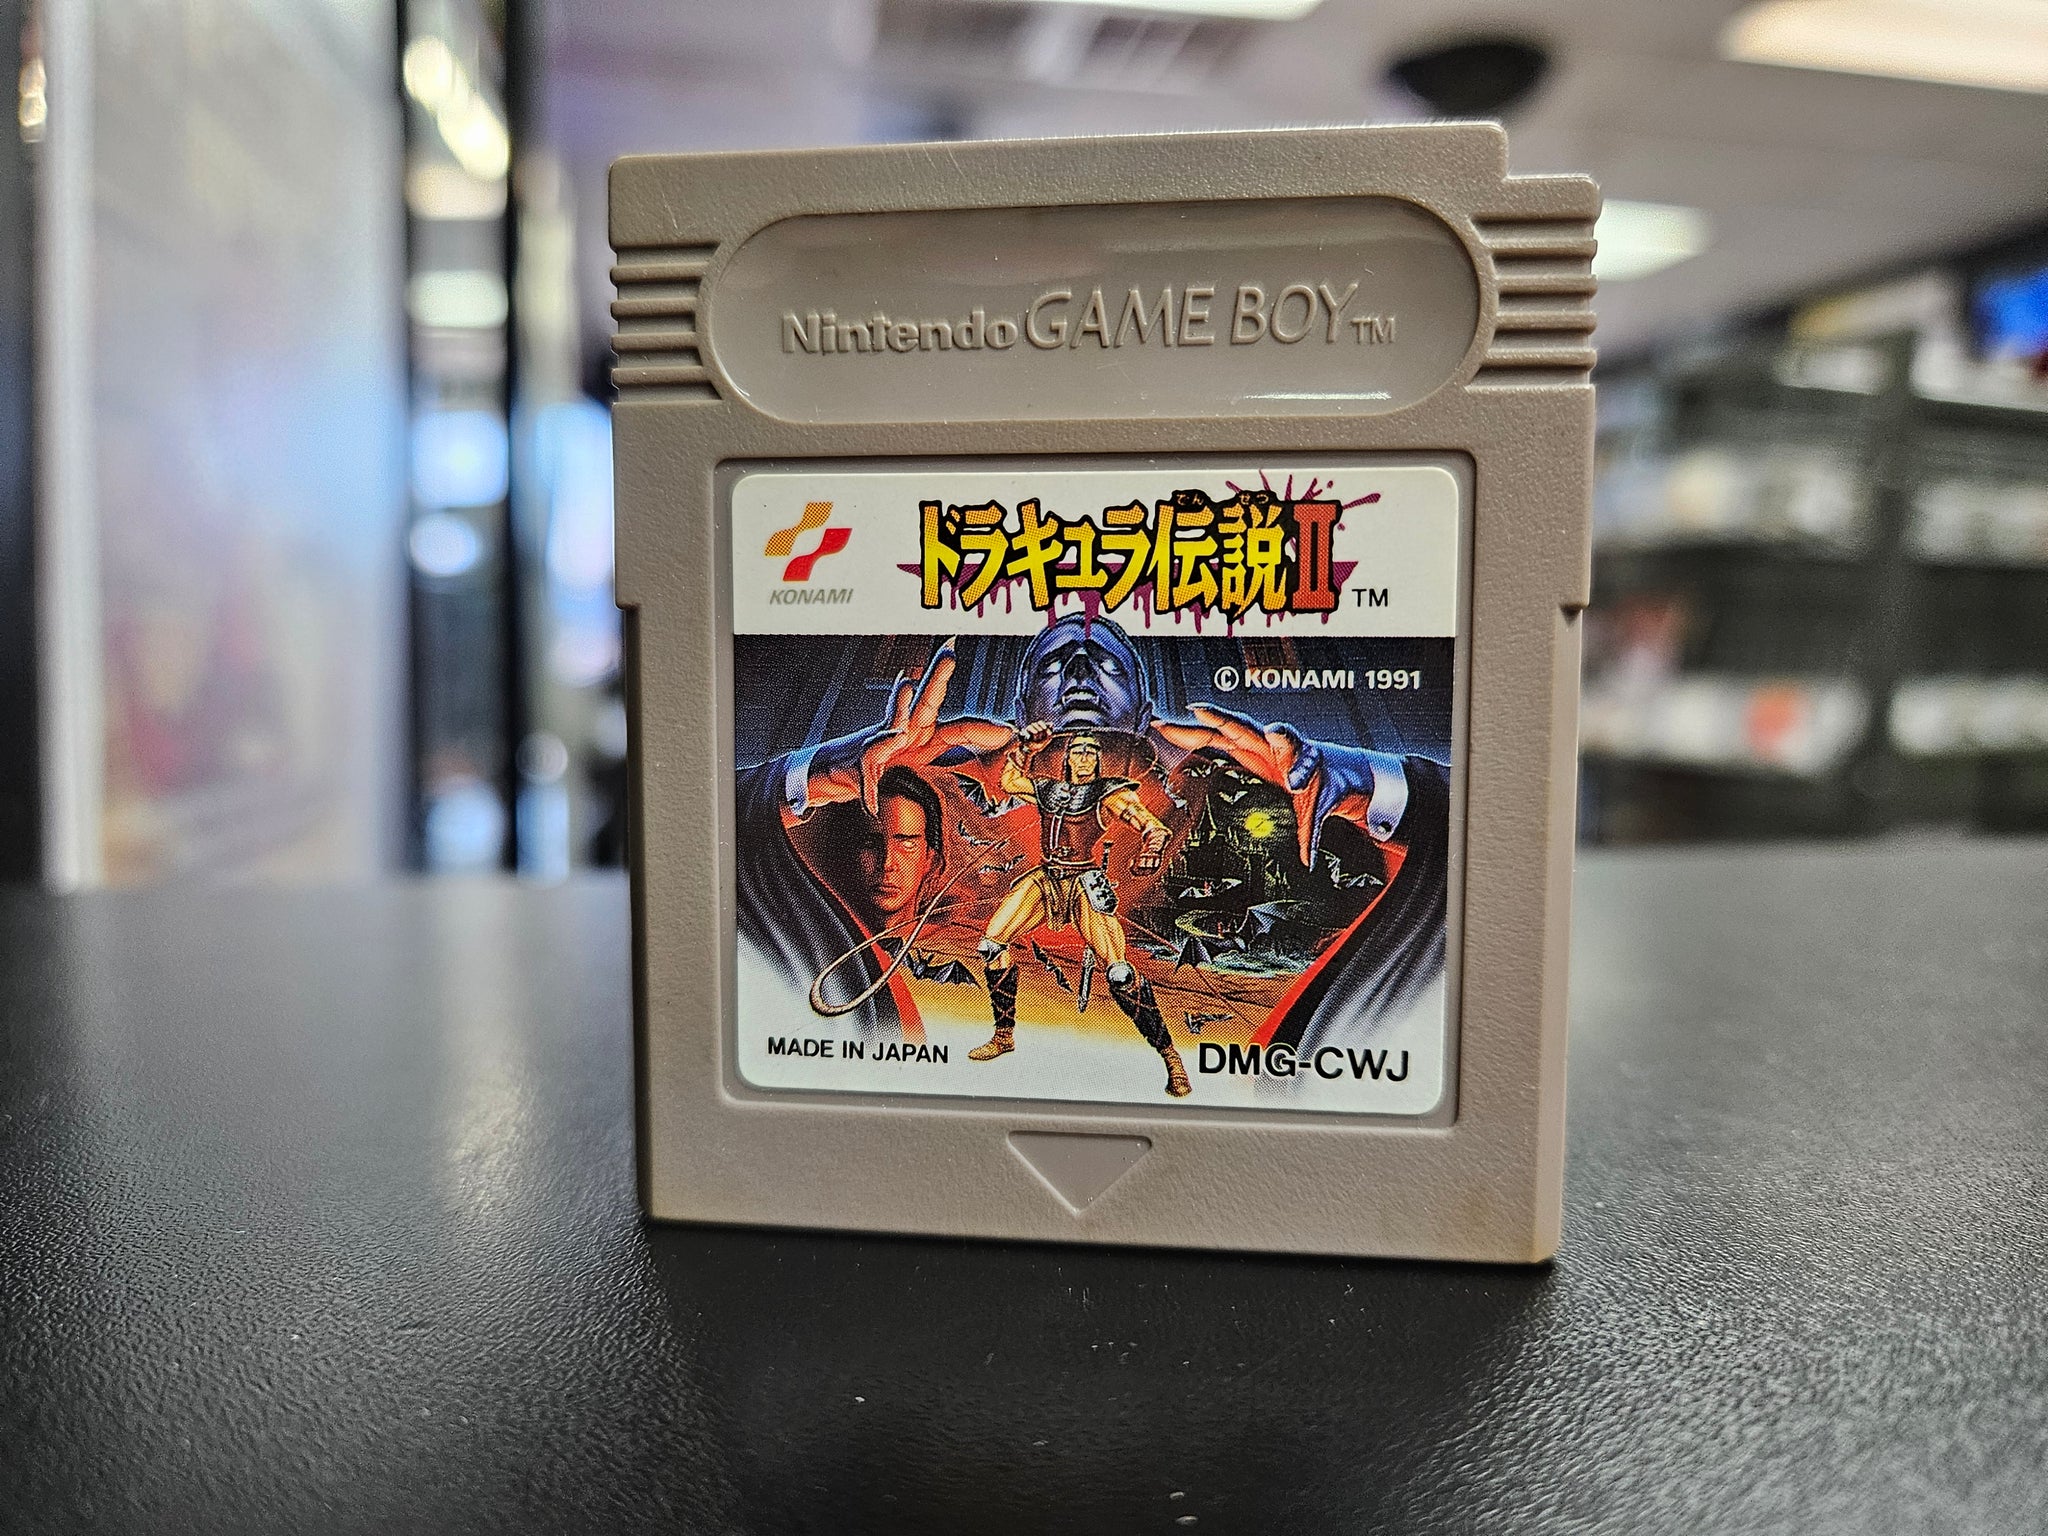 Nintendo GAME BOY™
KONAMI
でん せつ
ドラキュラ伝説II™
© KONAMI 1991
MADE IN JAPAN
DMG-CWJ